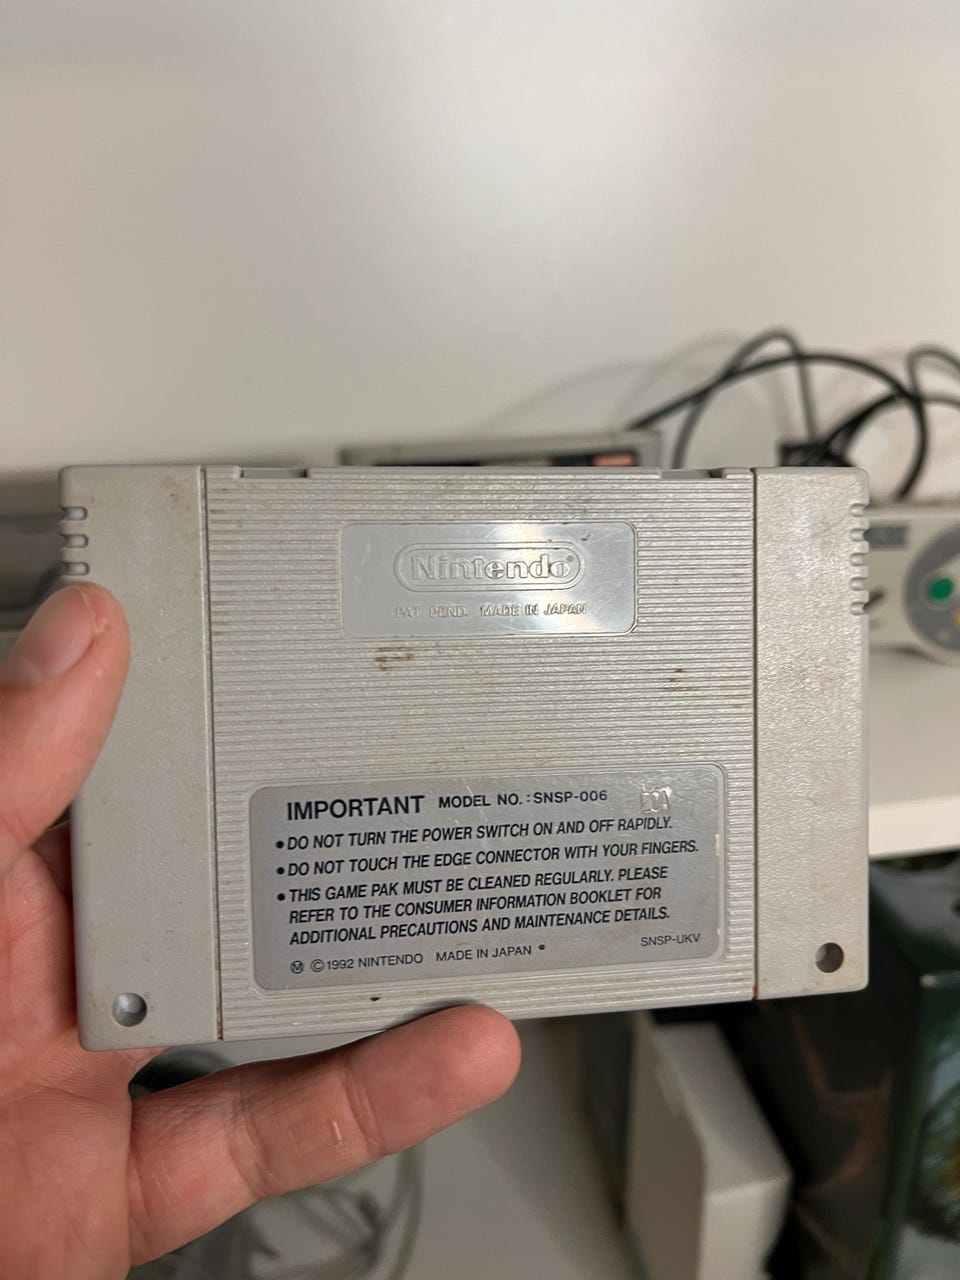 Nintendo®
PAT. PEND. MADE IN JAPAN
IMPORTANT MODEL NO. : SNSP-006
• DO NOT TURN THE POWER SWITCH ON AND OFF RAPIDLY.
• DO NOT TOUCH THE EDGE CONNECTOR WITH YOUR FINGERS.
• THIS GAME PAK MUST BE CLEANED REGULARLY. PLEASE
REFER TO THE CONSUMER INFORMATION BOOKLET FOR
ADDITIONAL PRECAUTIONS AND MAINTENANCE DETAILS.
SNSP-UKV
Ⓜ ©1992 NINTENDO MADE IN JAPAN